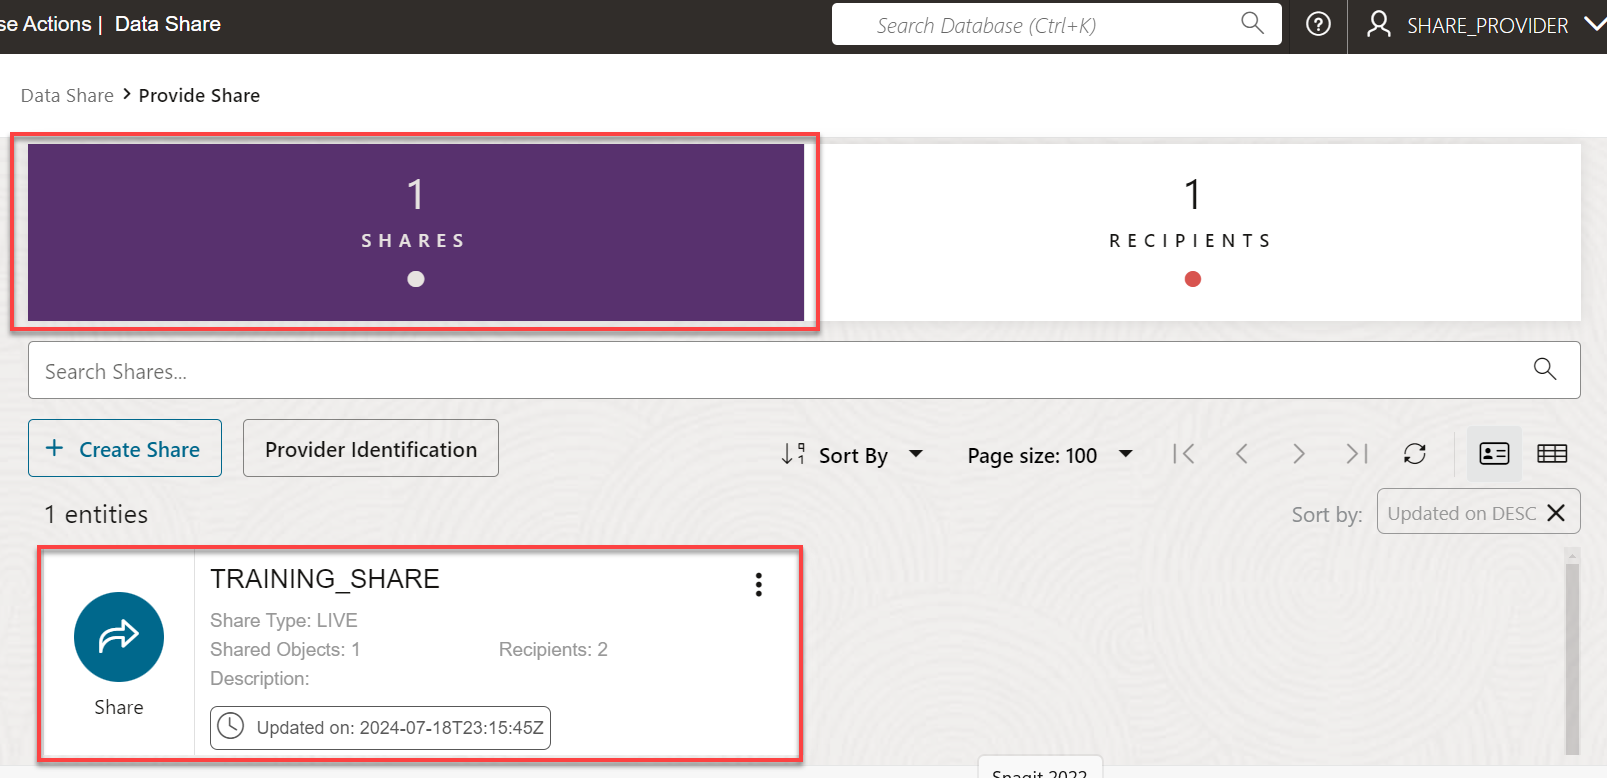 se Actions | Data Share
Search Database (Ctrl+K)
SHARE_PROVIDER
Data Share > Provide Share
1
SHARES
1
RECIPIENTS
Search Shares...
+ Create Share
Provider Identification
Sort By
Page size: 100
1 entities
Sort by:
Updated on DESC
TRAINING_SHARE
Share Type: LIVE
Shared Objects: 1
Recipients: 2
Description:
Share
Updated on: 2024-07-18T23:15:45Z
Snagit 2022